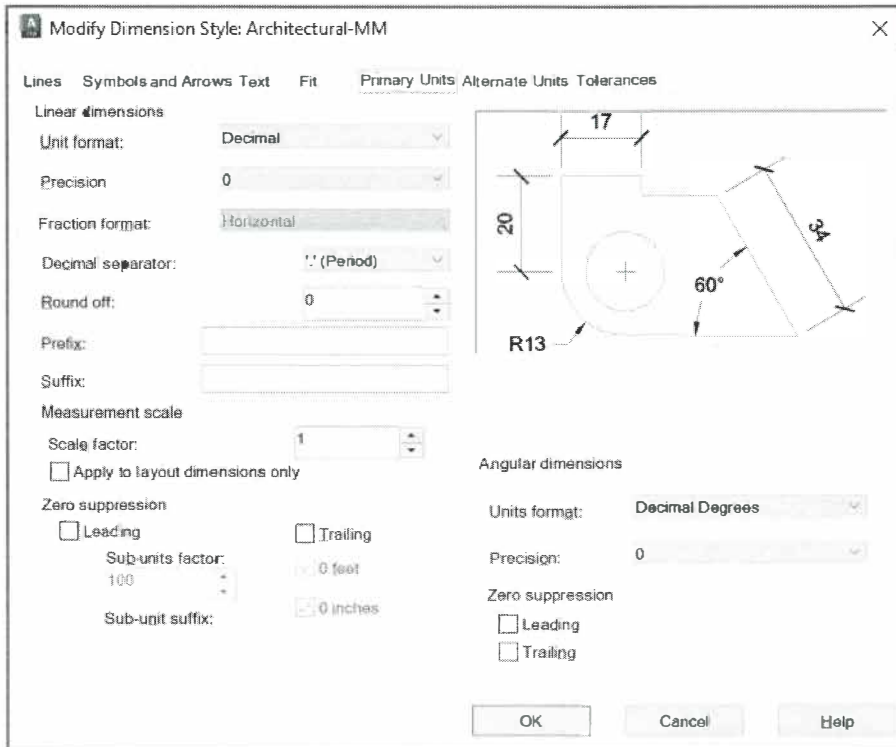 Modify Dimension Style: Architectural-MM
Lines Symbols and Arrows Text Fit Primary Units Alternate Units Tolerances
Linear dimensions
Unit format: Decimal
Precision 0
Fraction format: Horizontal
Decimal separator: '.' (Period)
Round off: 0
Prefix:
Suffix:
Measurement scale
Scale factor: 1
Apply to layout dimensions only
Zero suppression
Leading
Trailing
Sub-units factor:
100
0 feet
Sub-unit suffix:
0 inches
17
20
34
60°
R13
Angular dimensions
Units format: Decimal Degrees
Precision: 0
Zero suppression
Leading
Trailing
OK Cancel Help